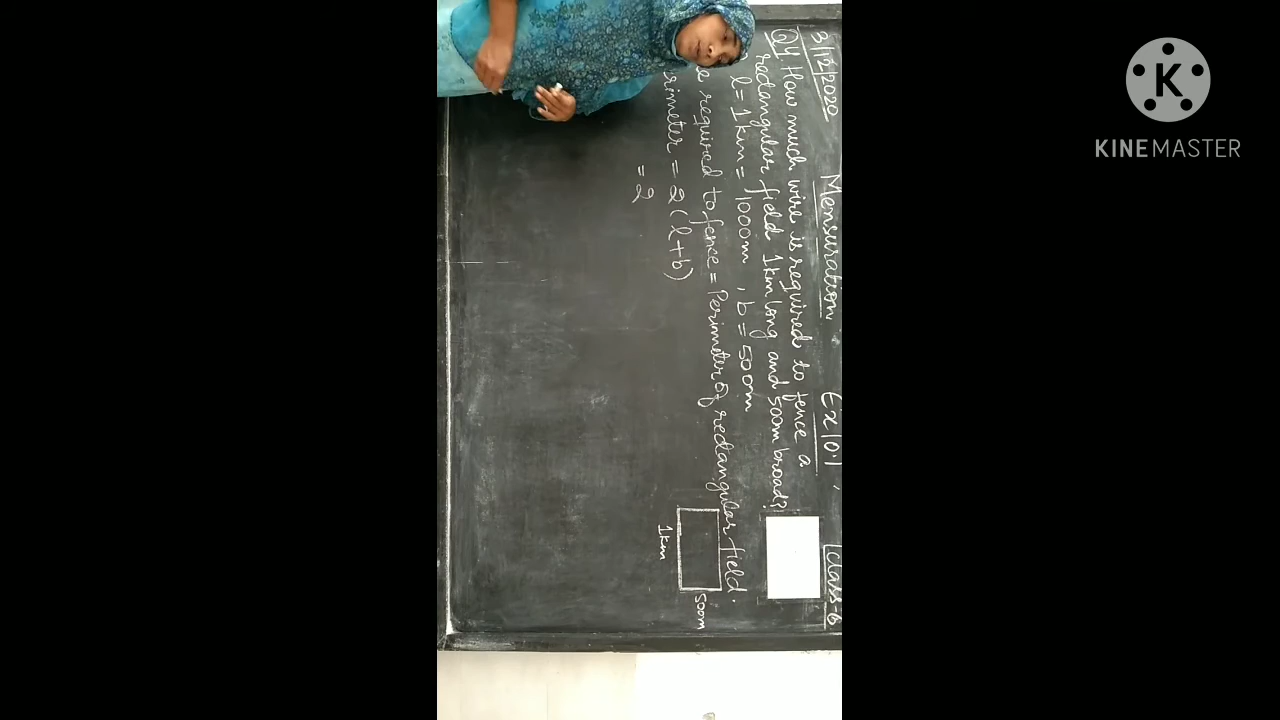 3/12/2020 Mensuration Ex 10.1, Class-6
Q4 How much wire is required to fence a
rectangular field 1km long and 500m broad?
l = 1km = 1000m, b = 500m
required to fence = Perimeter of rectangular field.
= 2(l+b)
= 2
500m
1km
KINEMASTER